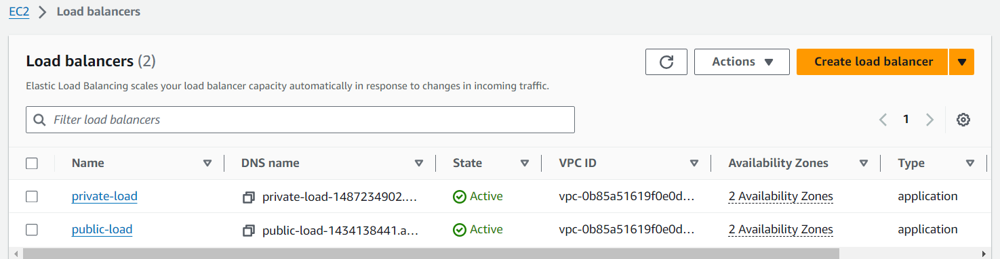 EC2 > Load balancers
Load balancers (2)
Actions
Create load balancer
Elastic Load Balancing scales your load balancer capacity automatically in response to changes in incoming traffic.
Filter load balancers
1
Name DNS name State VPC ID Availability Zones Type
private-load private-load-1487234902.… Active vpc-0b85a51619f0e0d… 2 Availability Zones application
public-load public-load-1434138441.a… Active vpc-0b85a51619f0e0d… 2 Availability Zones application